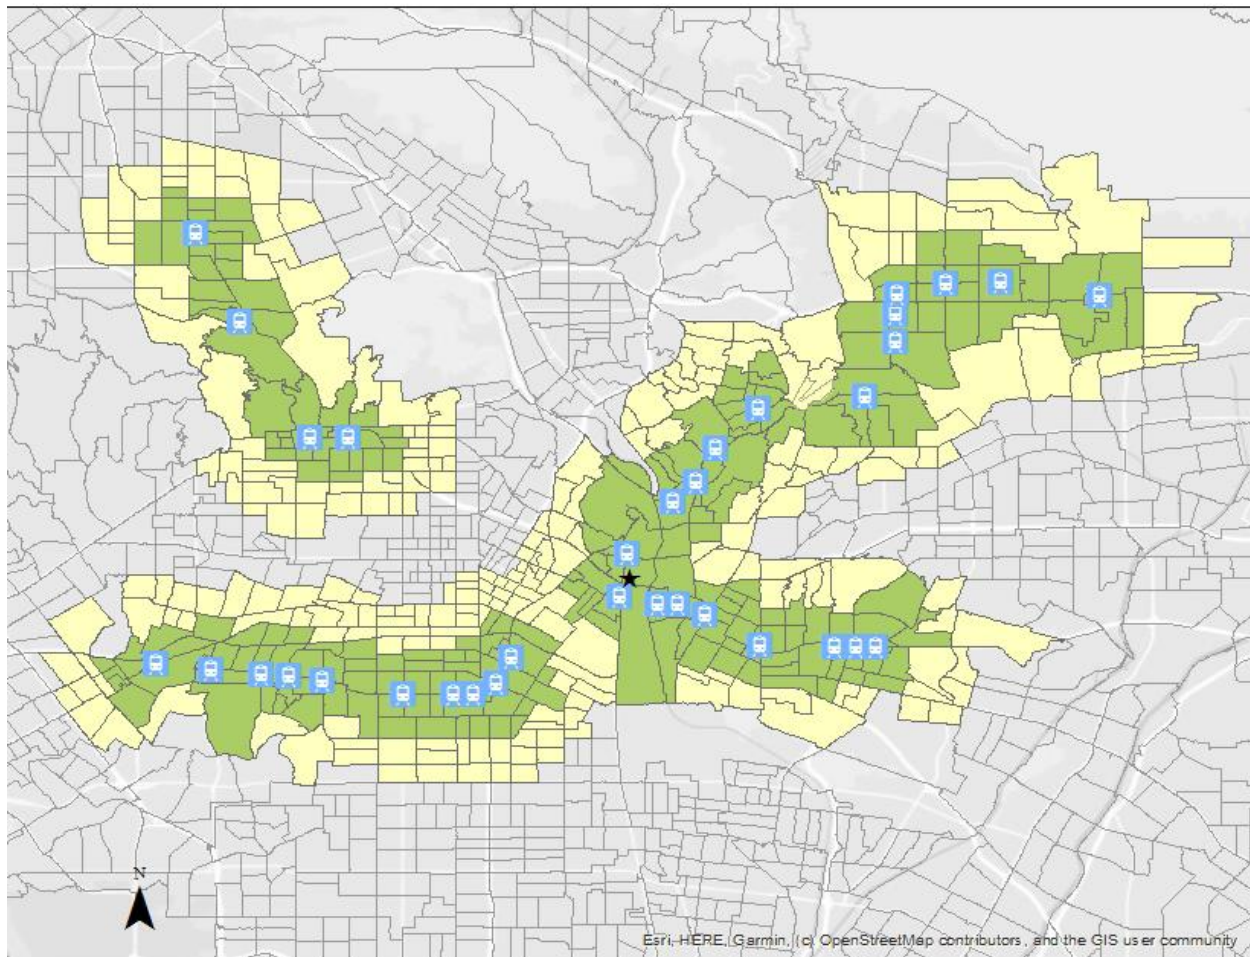 N
Esri, HERE, Garmin, (c) OpenStreetMap contributors, and the GIS user community